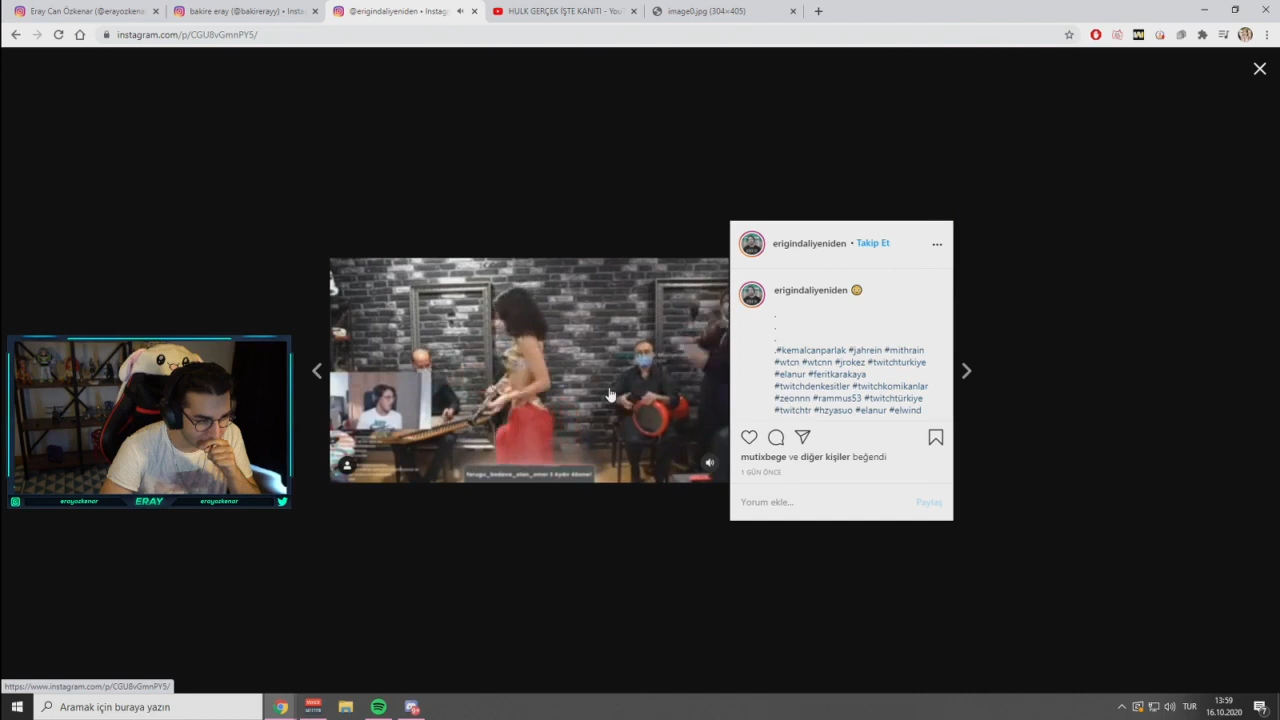 Eray Can Özkenar (@erayozkena
bakire eray (@bakirerayy) • Insta
@erigindaliyeniden • Instag
HULK GERÇEK İŞTE KANITI - YouT
image0.jpg (304×405)
instagram.com/p/CGU8vGmnPY5/
erigindaliyeniden • Takip Et
erigindaliyeniden
.
.
.
.#kemalcanparlak #jahrein #mithrain
#wtcn #wtcnn #jrokez #twitchturkiye
#elanur #feritkarakaya
#twitchdenkesitler #twitchkomikanlar
#zeonnn #rammus53 #twitchtürkiye
#twitchtr #hzyasuo #elanur #elwind
mutixbege ve diğer kişiler beğendi
1 GÜN ÖNCE
Yorum ekle...
Paylaş
erayozkenar
ERAY
erayozkenar
https://www.instagram.com/p/CGU8vGmnPY5/
Aramak için buraya yazın
TUR
13:59
16.10.2020